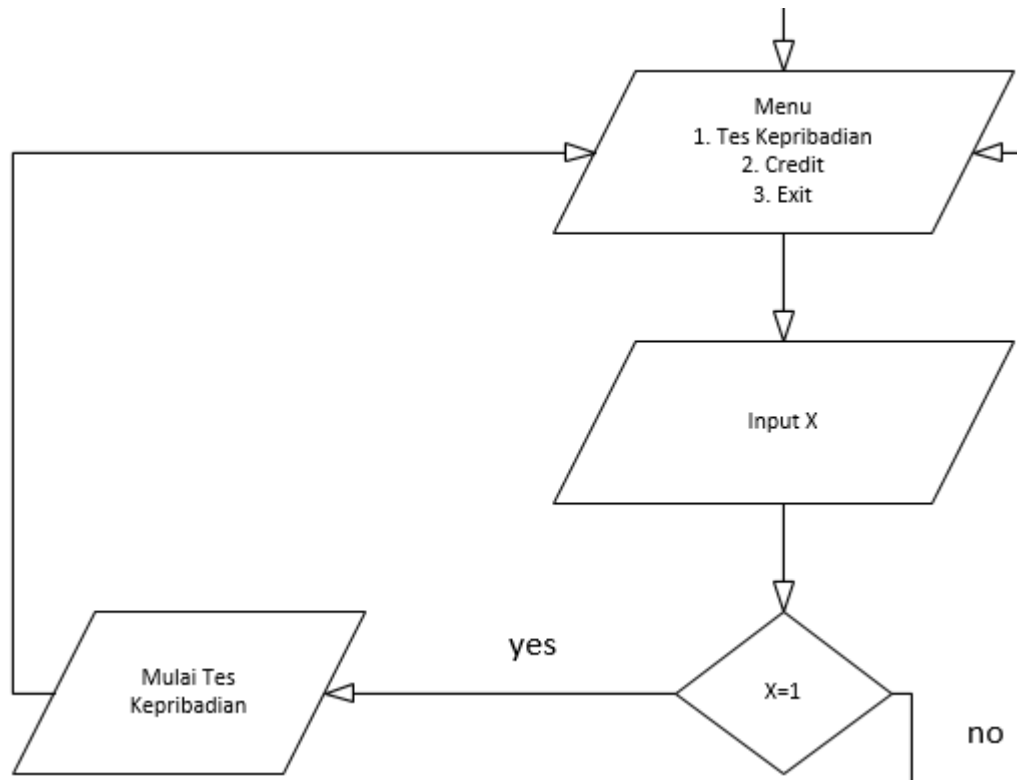 Menu
1. Tes Kepribadian
2. Credit
3. Exit
Input X
yes
Mulai Tes
Kepribadian
X=1
no